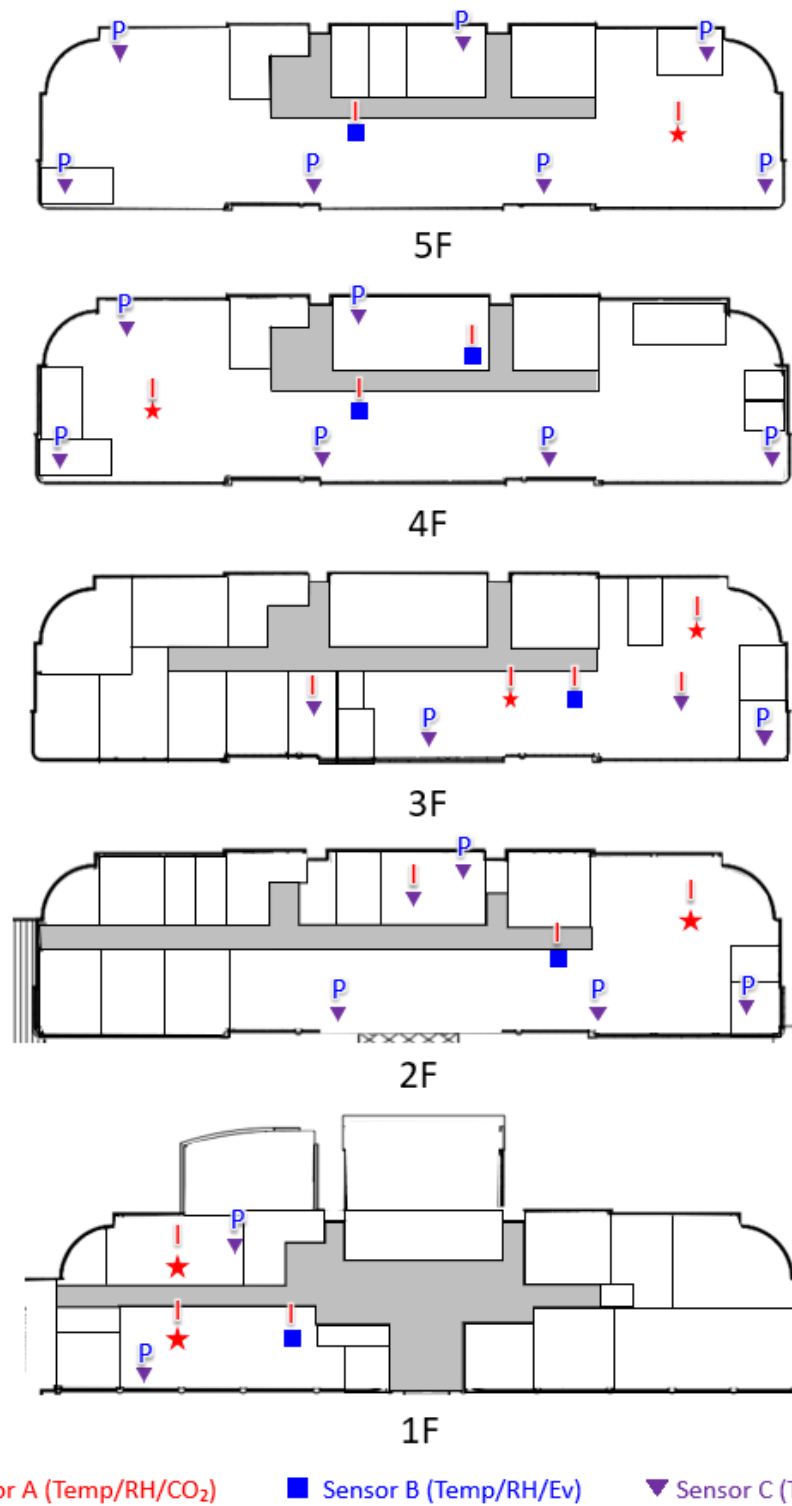 P P P
I I
P P P P
5F
P P
I
I I
P P P P
4F
I
I I I I
P P
3F
P
I I
I
P P P
2F
I P
I I
P
1F
or A (Temp/RH/CO₂) Sensor B (Temp/RH/Ev) Sensor C (T